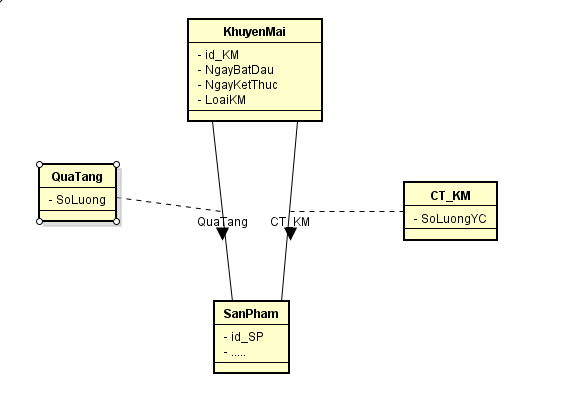 KhuyenMai
- id_KM
- NgayBatDau
- NgayKetThuc
- LoaiKM
QuaTang
- SoLuong
CT_KM
- SoLuongYC
QuaTang
CT_KM
SanPham
- id_SP
- .....